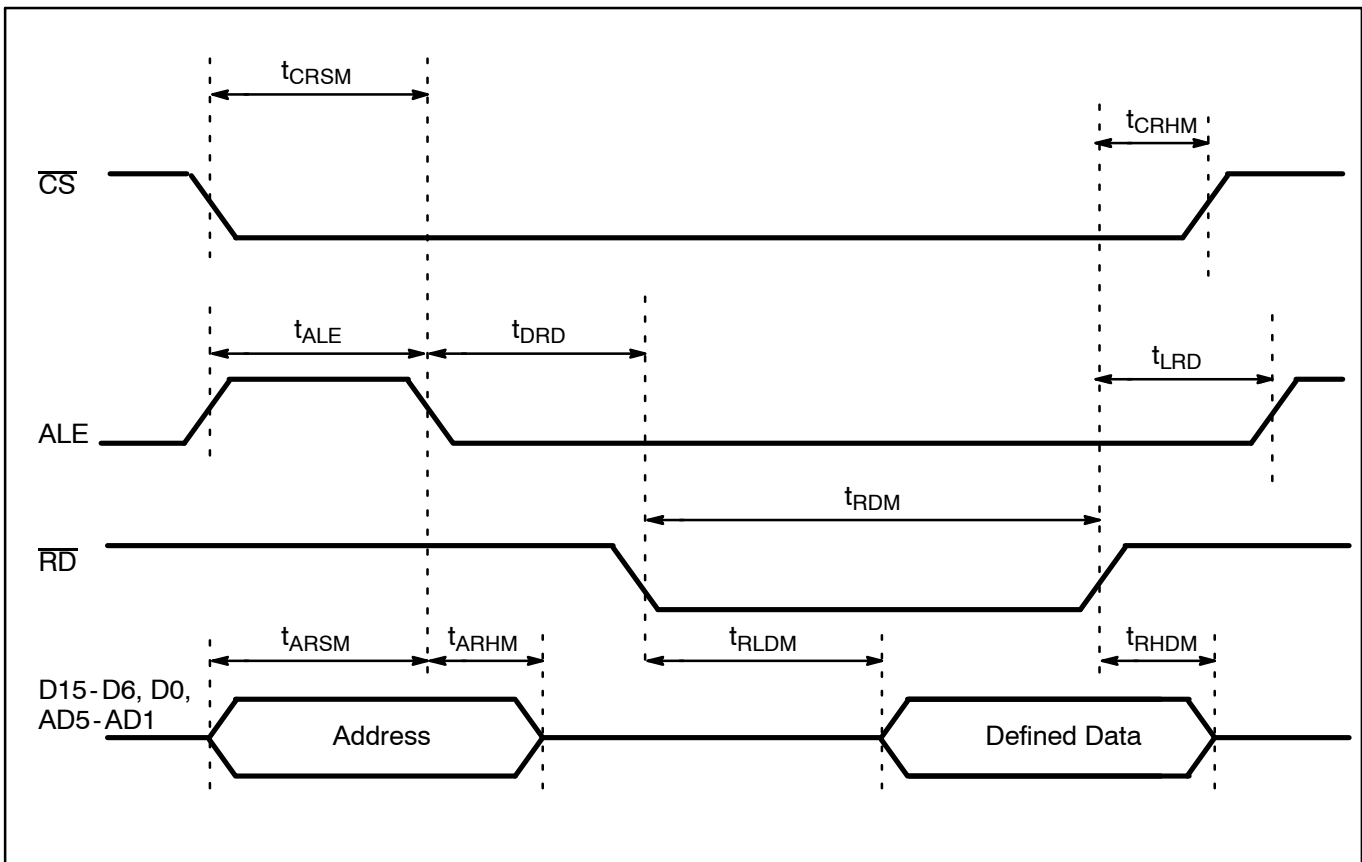 tCRSM
tCRHM
CS
tALE
tDRD
tLRD
ALE
tRDM
RD
tARSM
tARHM
tRLDM
tRHDM
D15-D6, D0,
AD5-AD1
Address
Defined Data